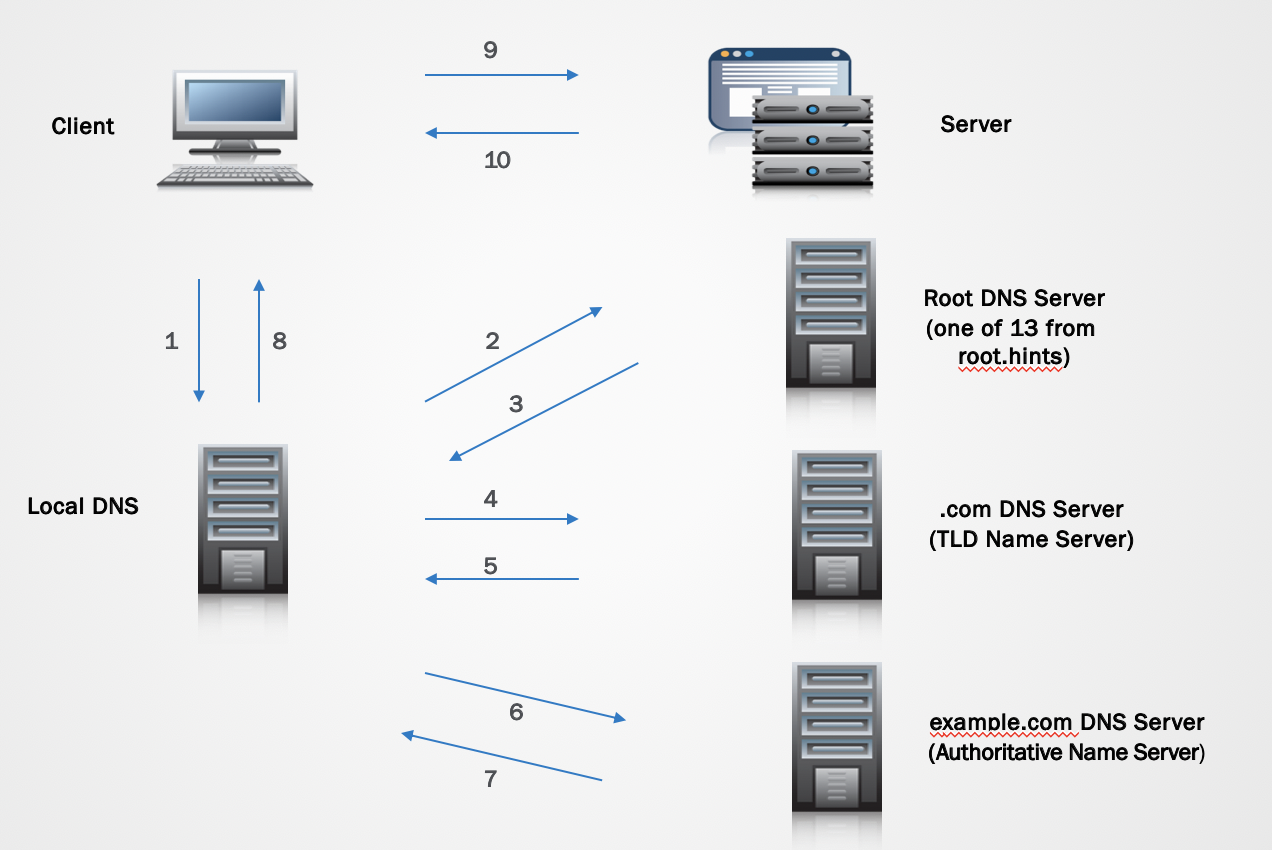 9
Client
Server
10
Root DNS Server
(one of 13 from
root.hints)
1
8
2
3
Local DNS
4
.com DNS Server
(TLD Name Server)
5
6
example.com DNS Server
(Authoritative Name Server)
7